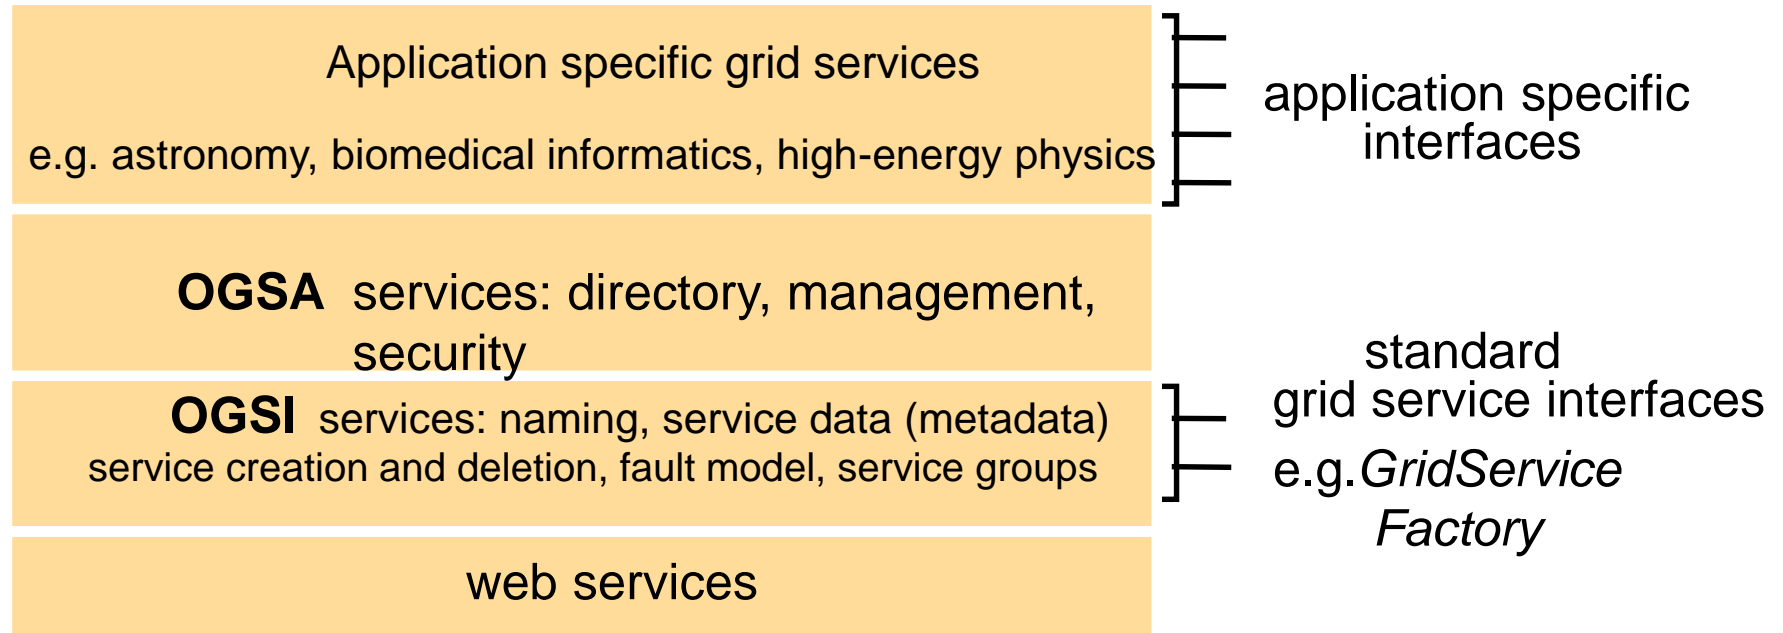 Application specific grid services
e.g. astronomy, biomedical informatics, high-energy physics
application specific
interfaces
OGSA services: directory, management,
security
OGSI services: naming, service data (metadata)
service creation and deletion, fault model, service groups
standard
grid service interfaces
e.g.GridService
Factory
web services